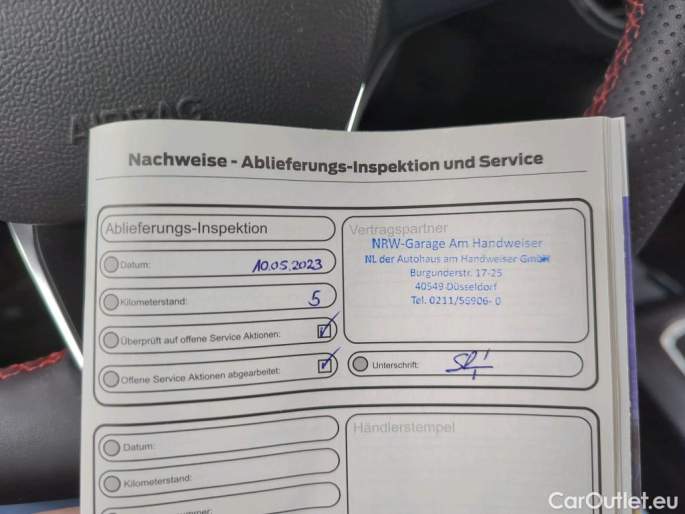 AIRBAG
Nachweise - Ablieferungs-Inspektion und Service
Ablieferungs-Inspektion
Datum: 10.05.2023
Kilometerstand: 5
Überprüft auf offene Service Aktionen:
Offene Service Aktionen abgearbeitet:
Vertragspartner
NRW-Garage Am Handweiser
NL der Autohaus am Handweiser GmbH
Burgunderstr. 17-25
40549 Düsseldorf
Tel. 0211/55906-0
Unterschrift:
Datum:
Kilometerstand:
Händlerstempel
CarOutlet.eu